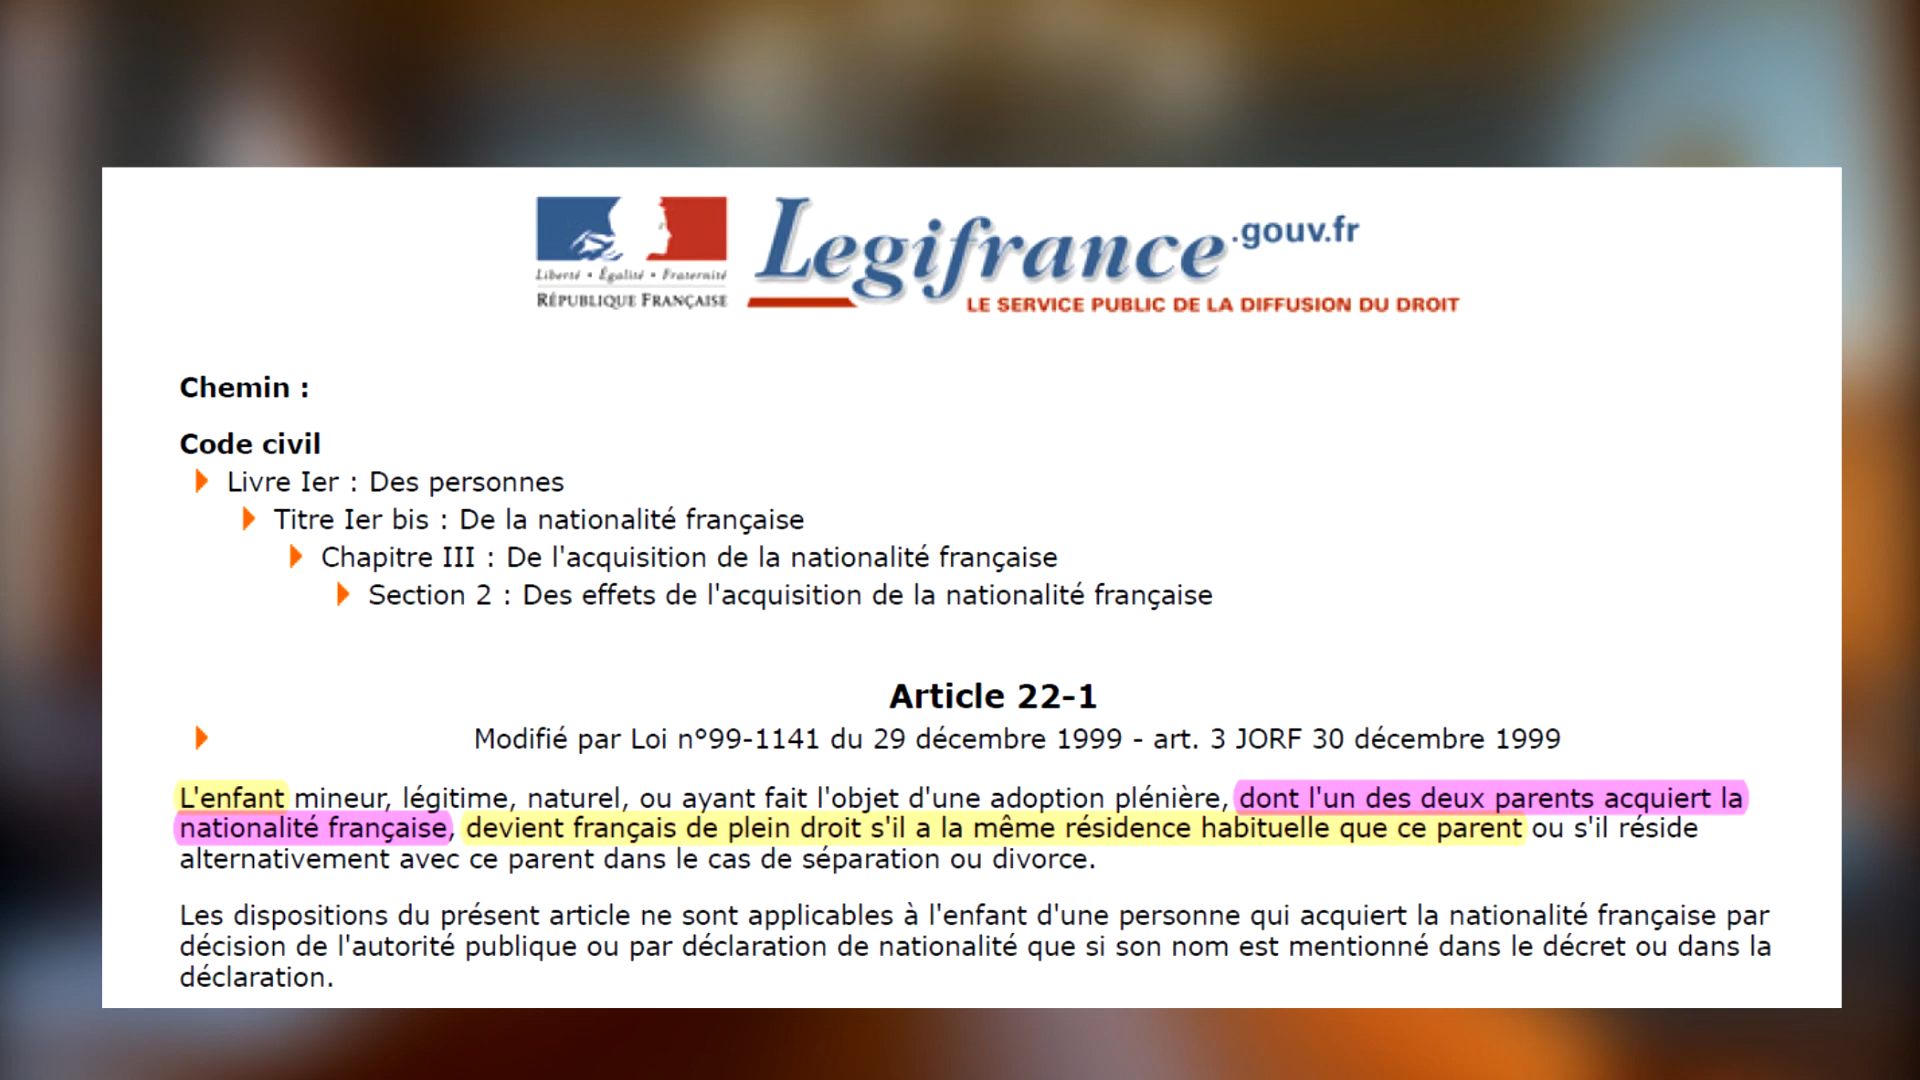 Liberté • Égalité • Fraternité
RÉPUBLIQUE FRANÇAISE
Legifrance.gouv.fr
LE SERVICE PUBLIC DE LA DIFFUSION DU DROIT
Chemin :
Code civil
Livre Ier : Des personnes
Titre Ier bis : De la nationalité française
Chapitre III : De l'acquisition de la nationalité française
Section 2 : Des effets de l'acquisition de la nationalité française
Article 22-1
Modifié par Loi n°99-1141 du 29 décembre 1999 - art. 3 JORF 30 décembre 1999
L'enfant mineur, légitime, naturel, ou ayant fait l'objet d'une adoption plénière, dont l'un des deux parents acquiert la
nationalité française, devient français de plein droit s'il a la même résidence habituelle que ce parent ou s'il réside
alternativement avec ce parent dans le cas de séparation ou divorce.
Les dispositions du présent article ne sont applicables à l'enfant d'une personne qui acquiert la nationalité française par
décision de l'autorité publique ou par déclaration de nationalité que si son nom est mentionné dans le décret ou dans la
déclaration.